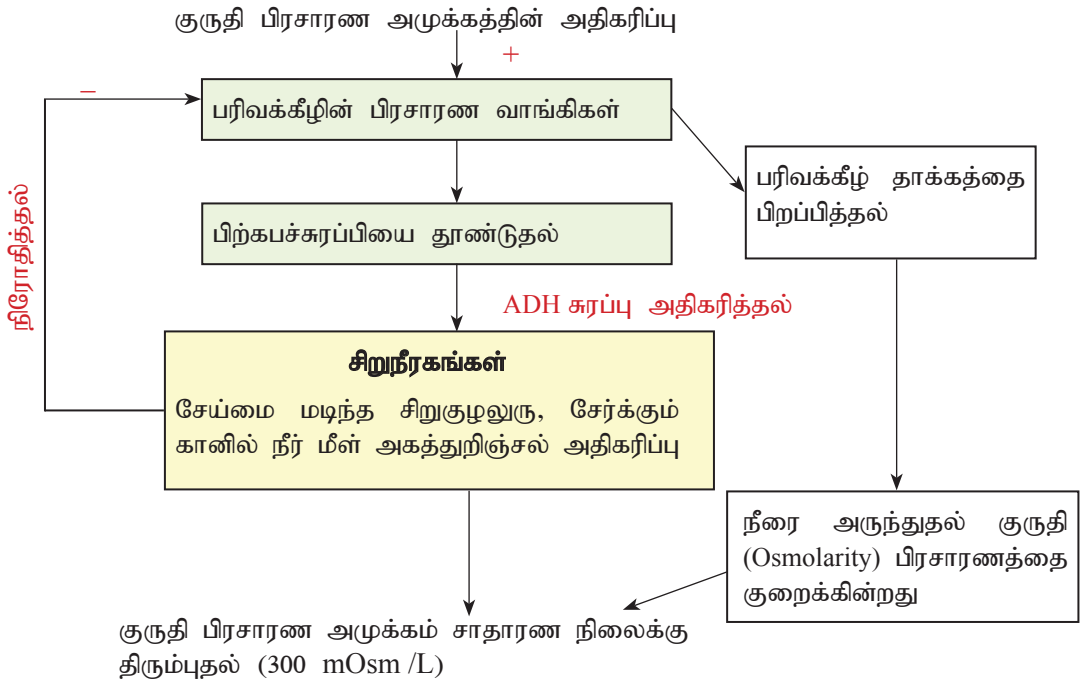 குருதி பிரசாரண அமுக்கத்தின் அதிகரிப்பு
+
–
பரிவக்கீழின் பிரசாரண வாங்கிகள்
பரிவக்கீழ் தாக்கத்தை
பிறப்பித்தல்
பிற்கபச்சுரப்பியை தூண்டுதல்
நிரோதித்தல்
ADH சுரப்பு அதிகரித்தல்
சிறுநீரகங்கள்
சேய்மை மடிந்த சிறுகுழலுரு, சேர்க்கும்
கானில் நீர் மீள் அகத்துறிஞ்சல் அதிகரிப்பு
நீரை அருந்துதல் குருதி
(Osmolarity) பிரசாரணத்தை
குறைக்கின்றது
குருதி பிரசாரண அமுக்கம் சாதாரண நிலைக்கு
திரும்புதல் (300 mOsm /L)